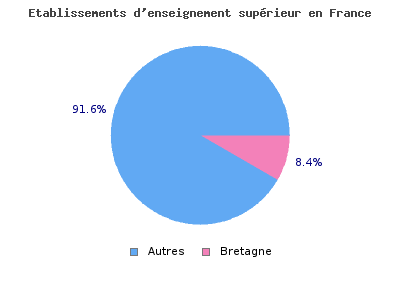 Etablissements d’enseignement supérieur en France
91.6%
8.4%
Autres
Bretagne